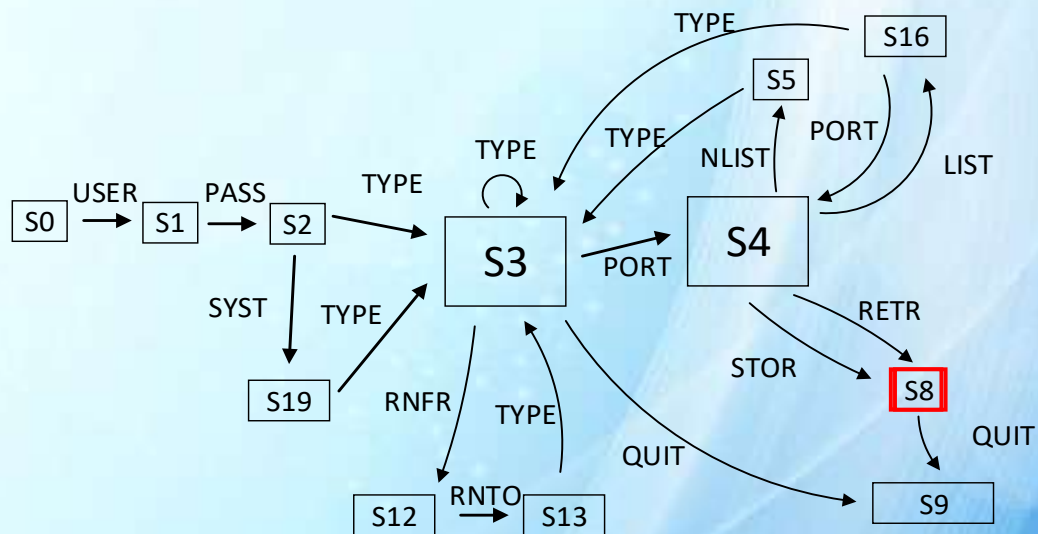 TYPE
S16
S5
TYPE
PORT
TYPE
NLIST
LIST
USER
PASS
TYPE
S0
S1
S2
S3
S4
PORT
SYST
TYPE
RETR
STOR
S19
RNFR
TYPE
S8
QUIT
QUIT
RNTO
S12
S13
S9